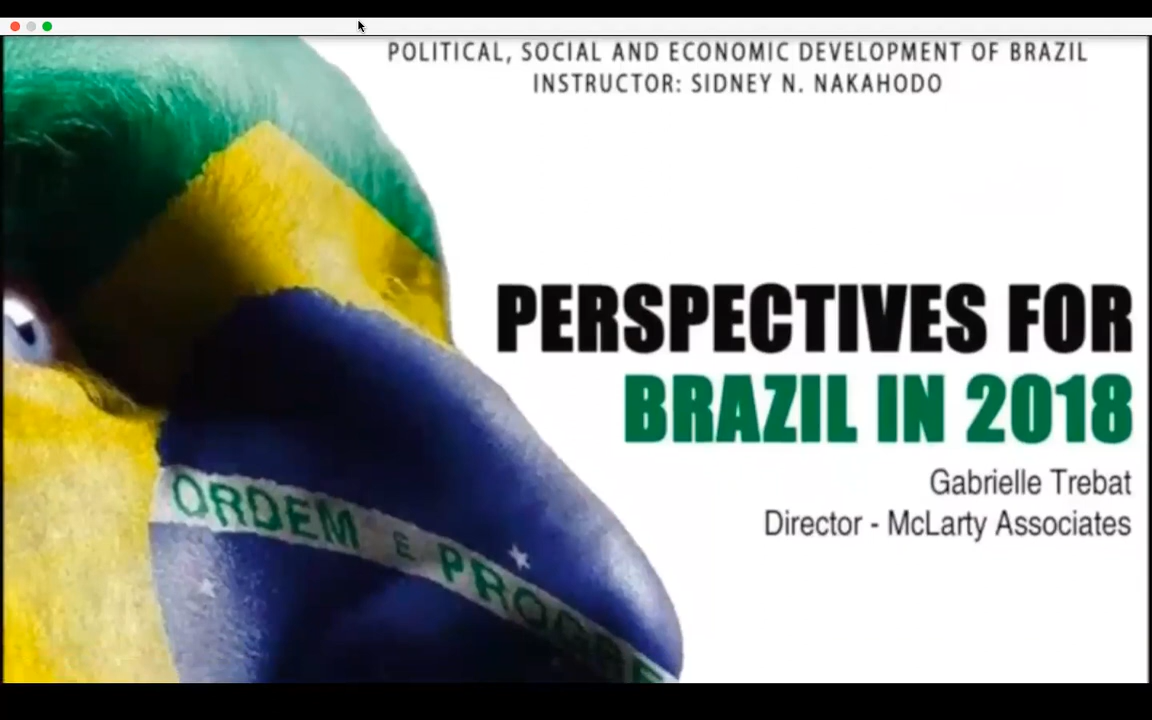 POLITICAL, SOCIAL AND ECONOMIC DEVELOPMENT OF BRAZIL
INSTRUCTOR: SIDNEY N. NAKAHODO
PERSPECTIVES FOR
BRAZIL IN 2018
Gabrielle Trebat
Director - McLarty Associates
ORDEM E PROGRE